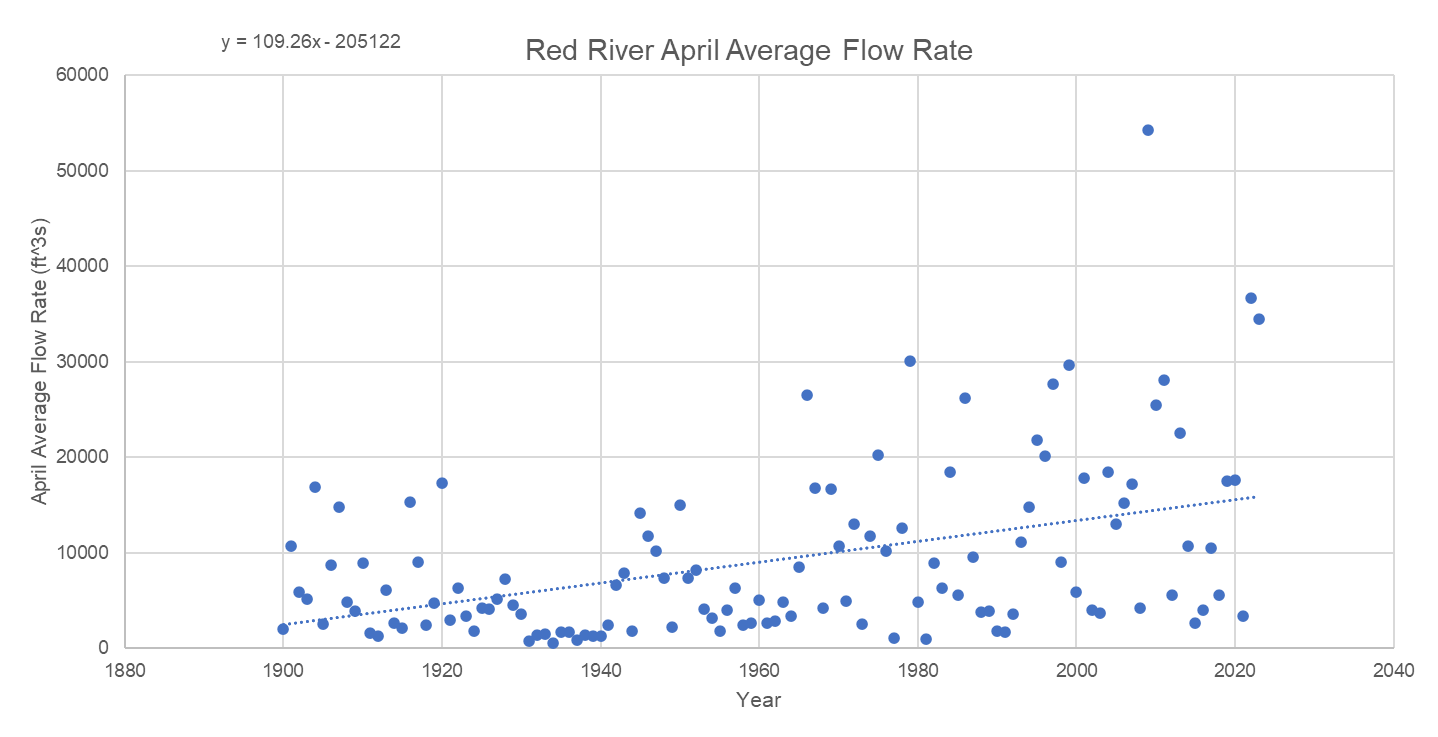 y = 109.26x - 205122
Red River April Average Flow Rate
60000
50000
40000
30000
20000
10000
0
April Average Flow Rate (ft^3s)
1880 1900 1920 1940 1960 1980 2000 2020 2040
Year